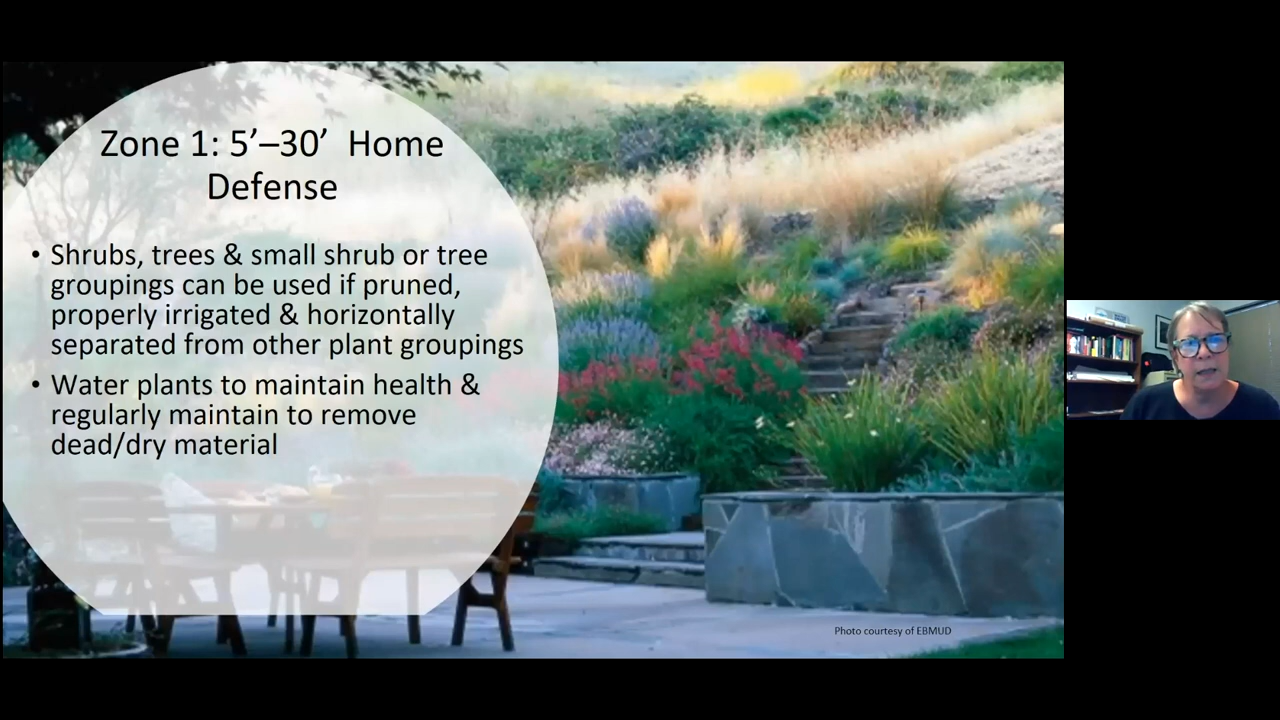 Zone 1: 5’–30’ Home
Defense
• Shrubs, trees & small shrub or tree
groupings can be used if pruned,
properly irrigated & horizontally
separated from other plant groupings
• Water plants to maintain health &
regularly maintain to remove
dead/dry material
Photo courtesy of EBMUD